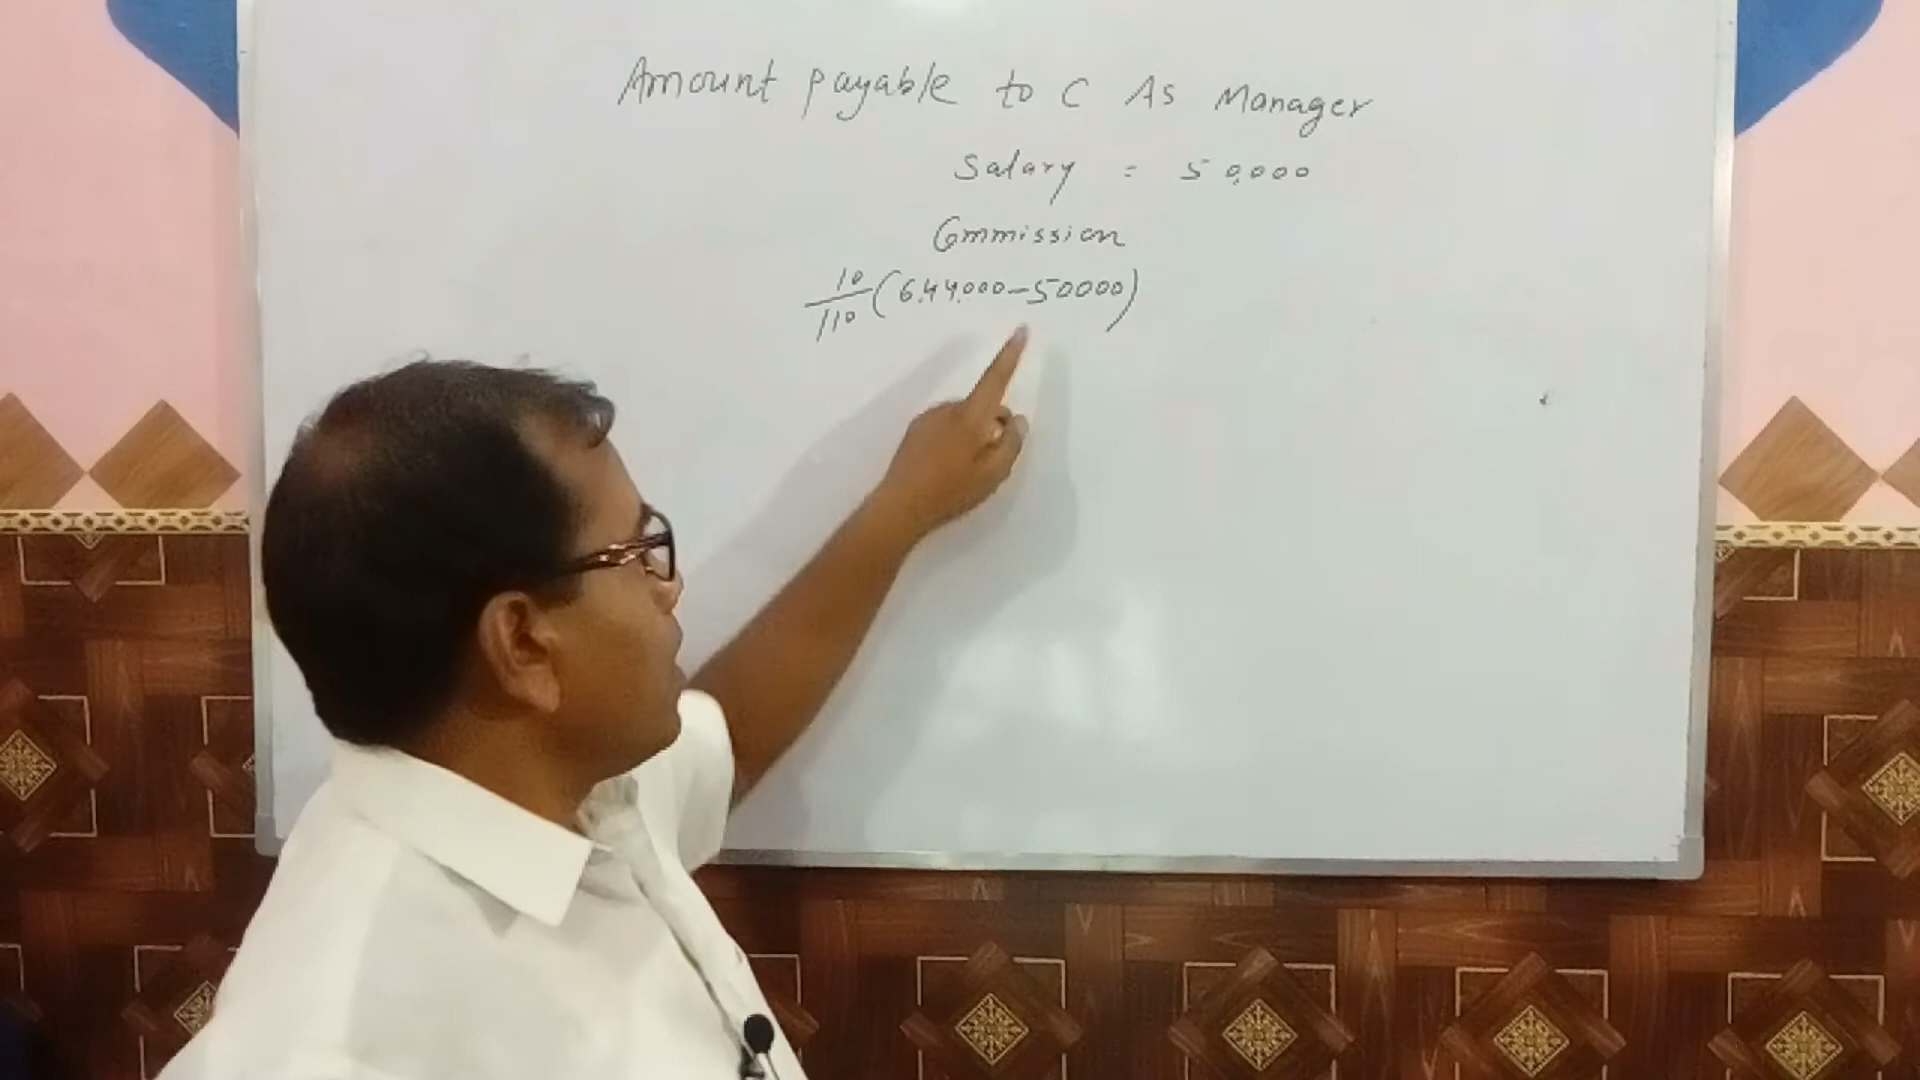 Amount payable to C As Manager
Salary = 50,000
Commission
10/110 (6,44,000-50000)